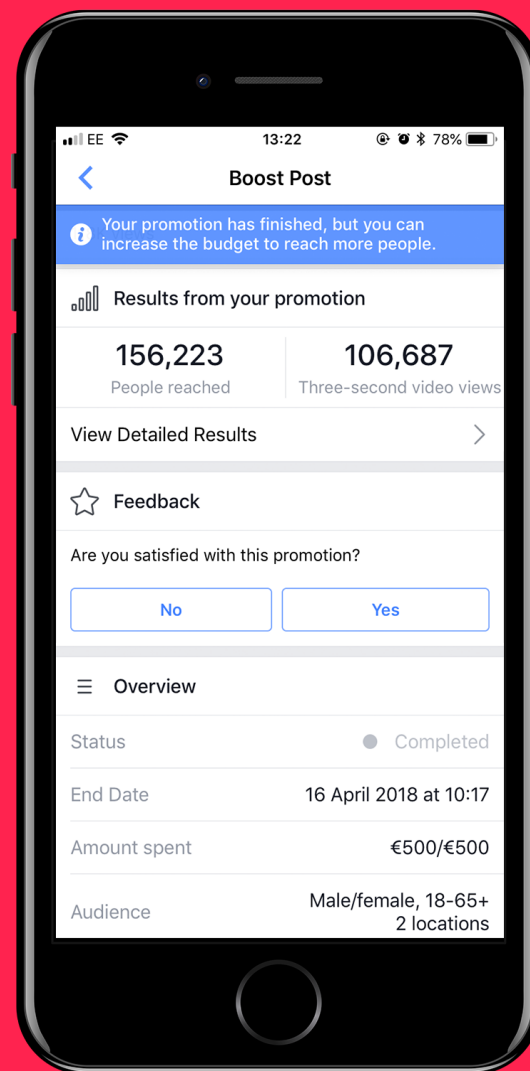 EE 13:22 78%
Boost Post
Your promotion has finished, but you can
increase the budget to reach more people.
Results from your promotion
156,223 106,687
People reached Three-second video views
View Detailed Results
Feedback
Are you satisfied with this promotion?
No Yes
Overview
Status Completed
End Date 16 April 2018 at 10:17
Amount spent €500/€500
Audience Male/female, 18-65+
2 locations